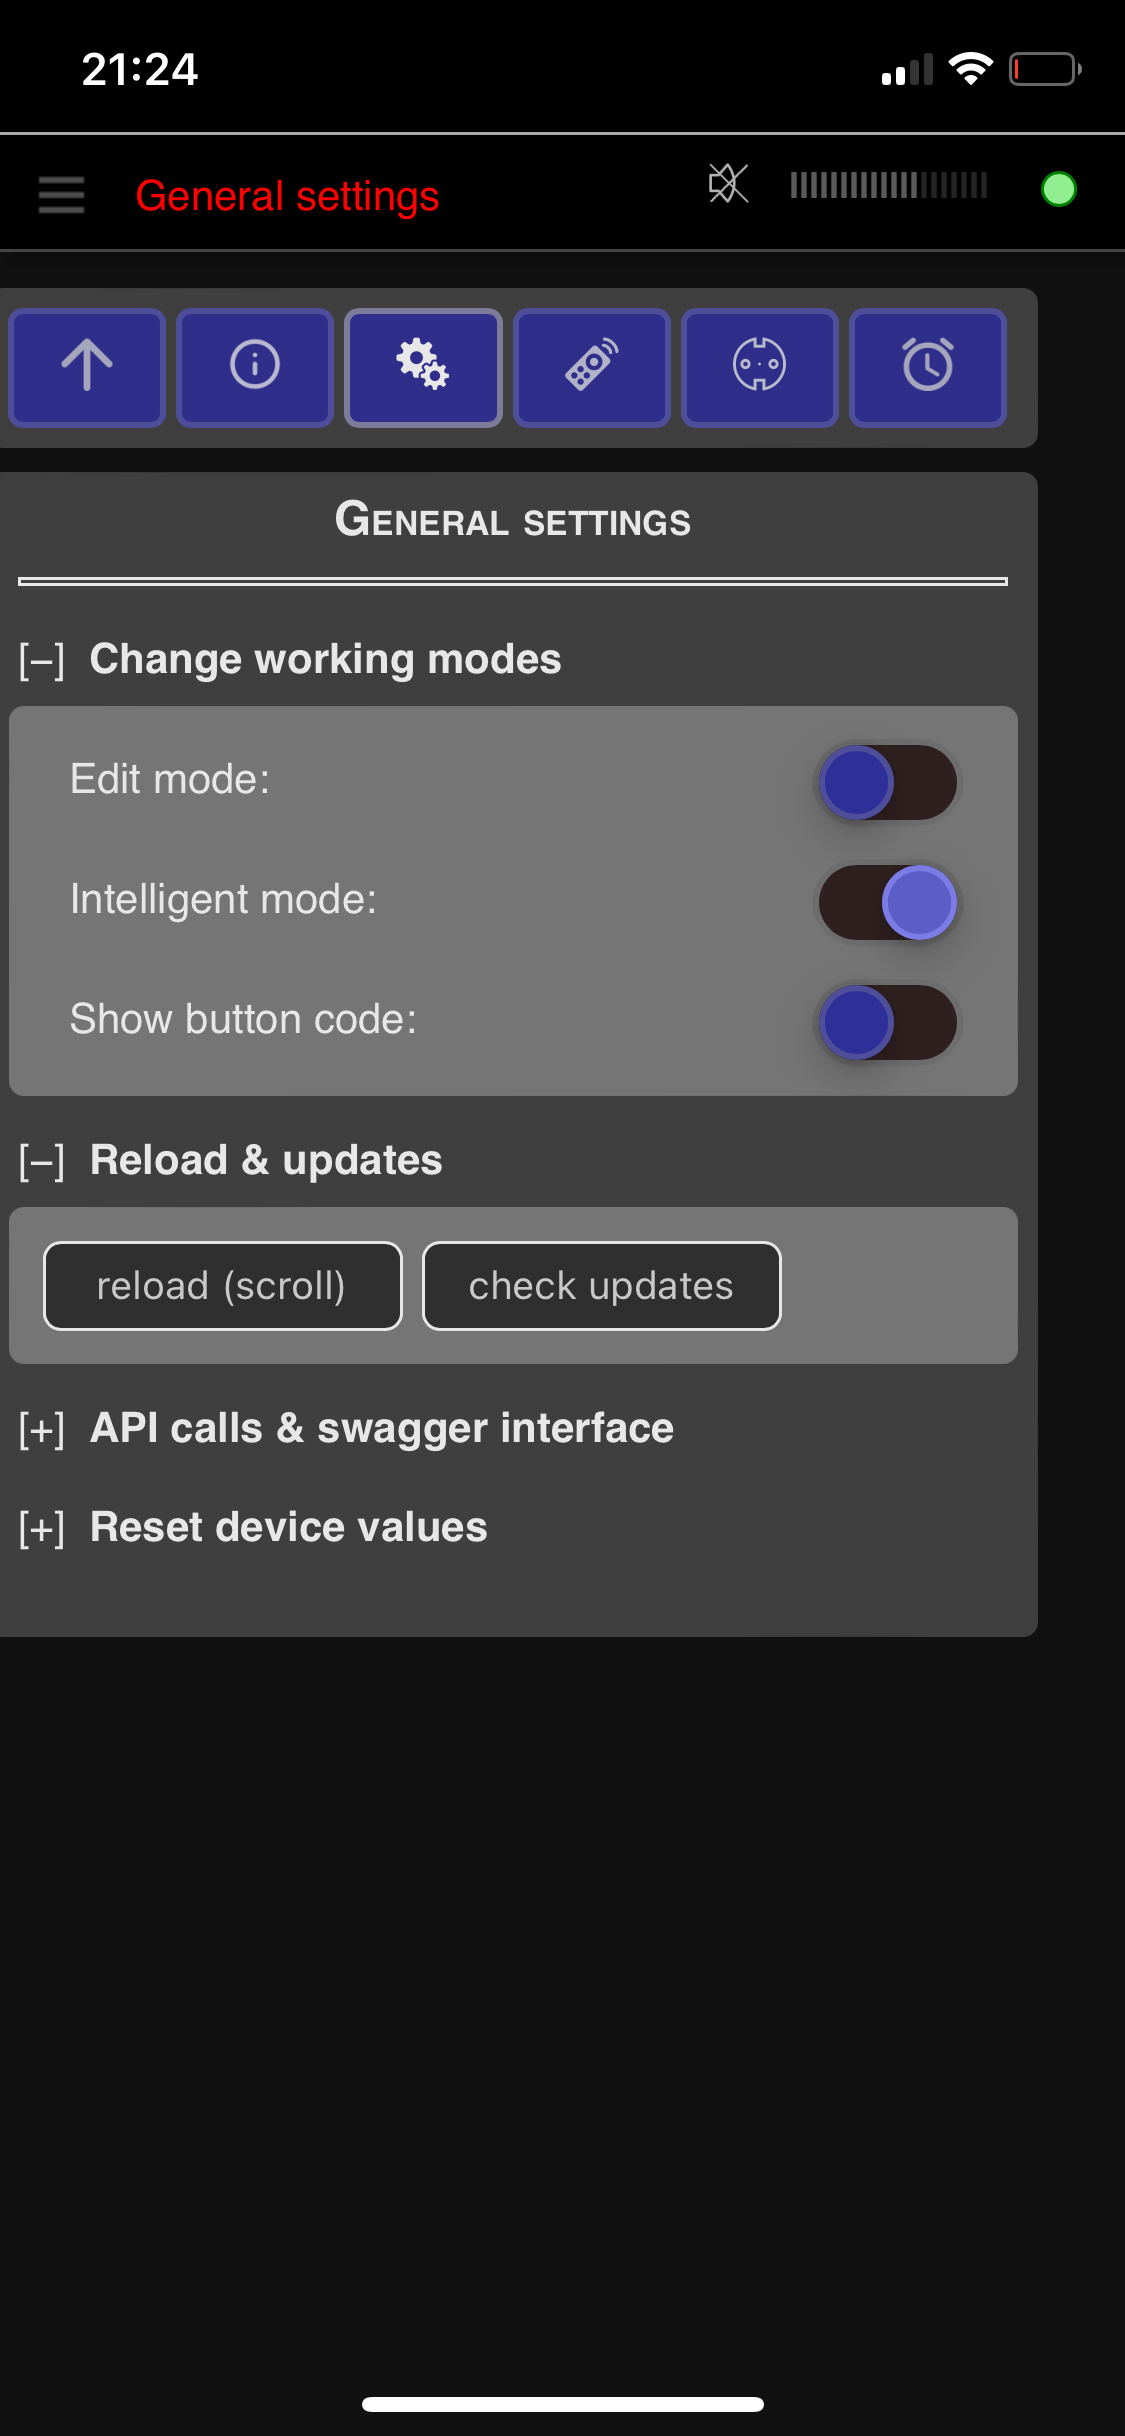 21:24
General settings
General settings
[–] Change working modes
Edit mode:
Intelligent mode:
Show button code:
[–] Reload & updates
reload (scroll) check updates
[+] API calls & swagger interface
[+] Reset device values